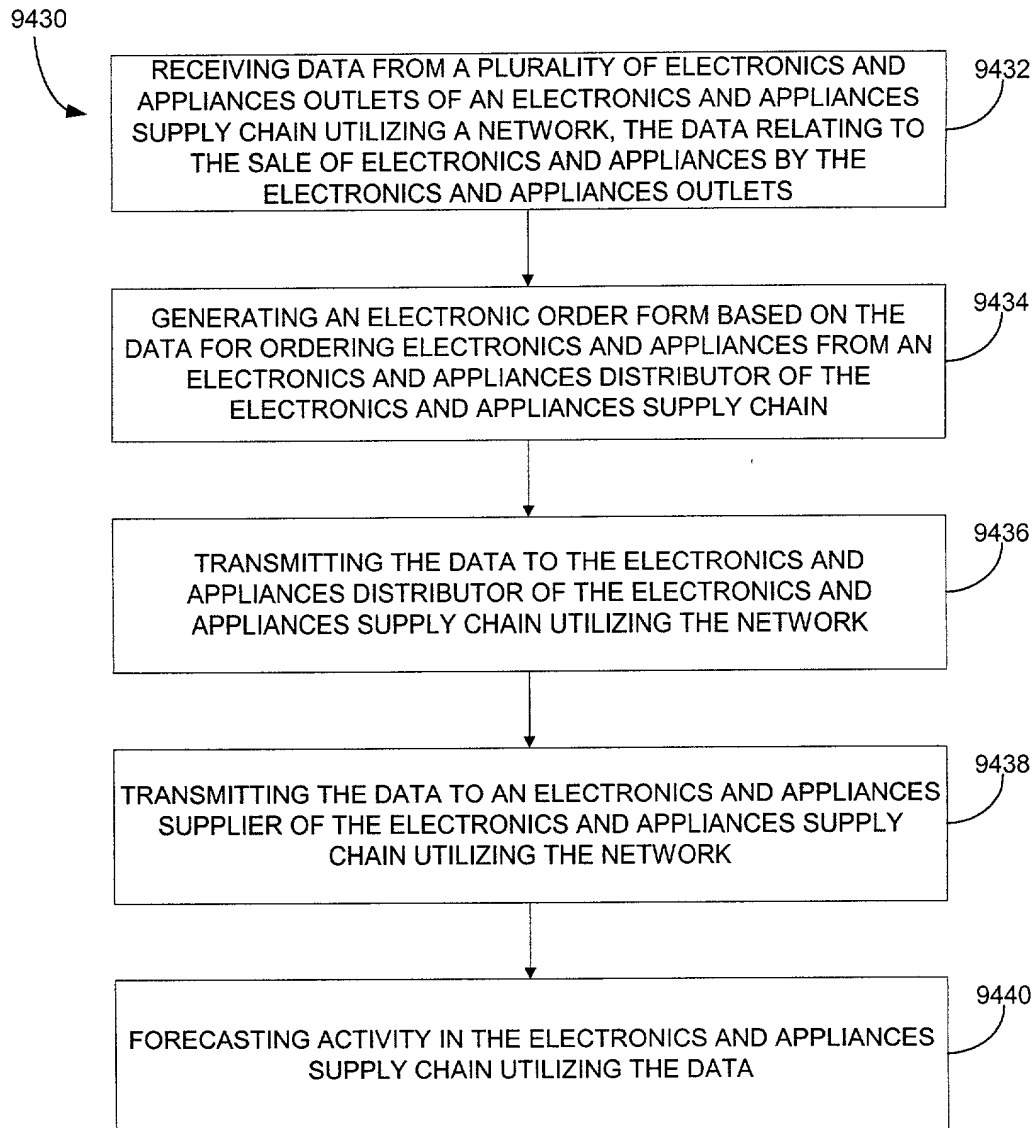 9430
RECEIVING DATA FROM A PLURALITY OF ELECTRONICS AND
APPLIANCES OUTLETS OF AN ELECTRONICS AND APPLIANCES
SUPPLY CHAIN UTILIZING A NETWORK, THE DATA RELATING TO
THE SALE OF ELECTRONICS AND APPLIANCES BY THE
ELECTRONICS AND APPLIANCES OUTLETS
9432
GENERATING AN ELECTRONIC ORDER FORM BASED ON THE
DATA FOR ORDERING ELECTRONICS AND APPLIANCES FROM AN
ELECTRONICS AND APPLIANCES DISTRIBUTOR OF THE
ELECTRONICS AND APPLIANCES SUPPLY CHAIN
9434
TRANSMITTING THE DATA TO THE ELECTRONICS AND
APPLIANCES DISTRIBUTOR OF THE ELECTRONICS AND
APPLIANCES SUPPLY CHAIN UTILIZING THE NETWORK
9436
TRANSMITTING THE DATA TO AN ELECTRONICS AND APPLIANCES
SUPPLIER OF THE ELECTRONICS AND APPLIANCES SUPPLY
CHAIN UTILIZING THE NETWORK
9438
FORECASTING ACTIVITY IN THE ELECTRONICS AND APPLIANCES
SUPPLY CHAIN UTILIZING THE DATA
9440